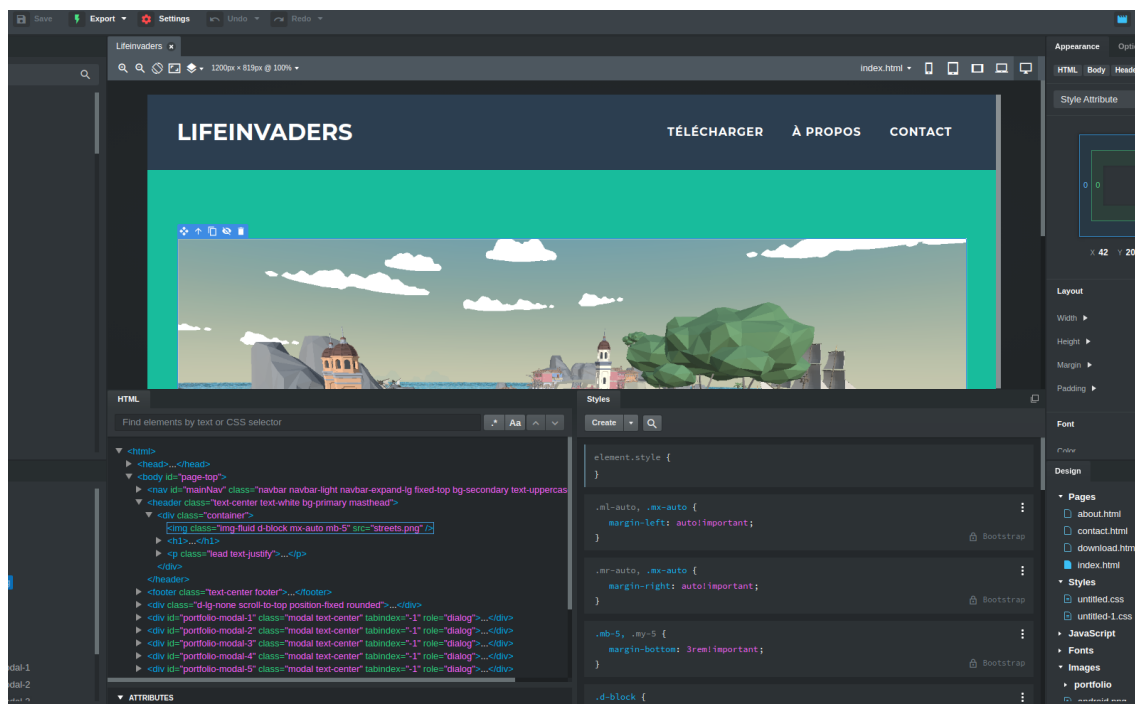 Save Export Settings Undo Redo
Lifeinvaders ×
1200px × 819px @ 100%
index.html
LIFEINVADERS
TÉLÉCHARGER À PROPOS CONTACT
HTML
Find elements by text or CSS selector
.* Aa
<html>
<head>...</head>
<body id="page-top">
<nav id="mainNav" class="navbar navbar-light navbar-expand-lg fixed-top bg-secondary text-uppercas
<header class="text-center text-white bg-primary masthead">
<div class="container">
<img class="img-fluid d-block mx-auto mb-5" src="streets.png" />
<h1>...</h1>
<p class="lead text-justify">...</p>
</div>
</header>
<footer class="text-center footer">...</footer>
<div class="d-lg-none scroll-to-top position-fixed rounded">...</div>
<div id="portfolio-modal-1" class="modal text-center" tabindex="-1" role="dialog">...</div>
<div id="portfolio-modal-2" class="modal text-center" tabindex="-1" role="dialog">...</div>
<div id="portfolio-modal-3" class="modal text-center" tabindex="-1" role="dialog">...</div>
<div id="portfolio-modal-4" class="modal text-center" tabindex="-1" role="dialog">...</div>
<div id="portfolio-modal-5" class="modal text-center" tabindex="-1" role="dialog">...</div>
ATTRIBUTES
odal-1
odal-2
Styles
Create
element.style {
}
.ml-auto, .mx-auto {
margin-left: auto!important;
}
Bootstrap
.mr-auto, .mx-auto {
margin-right: auto!important;
}
Bootstrap
.mb-5, .my-5 {
margin-bottom: 3rem!important;
}
Bootstrap
.d-block {
Appearance Optic
HTML Body Heade
Style Attribute
0 0
X 42 Y 20
Layout
Width
Height
Margin
Padding
Font
Color
Design
Pages
about.html
contact.html
download.htm
index.html
Styles
untitled.css
untitled-1.css
JavaScript
Fonts
Images
portfolio
android.png